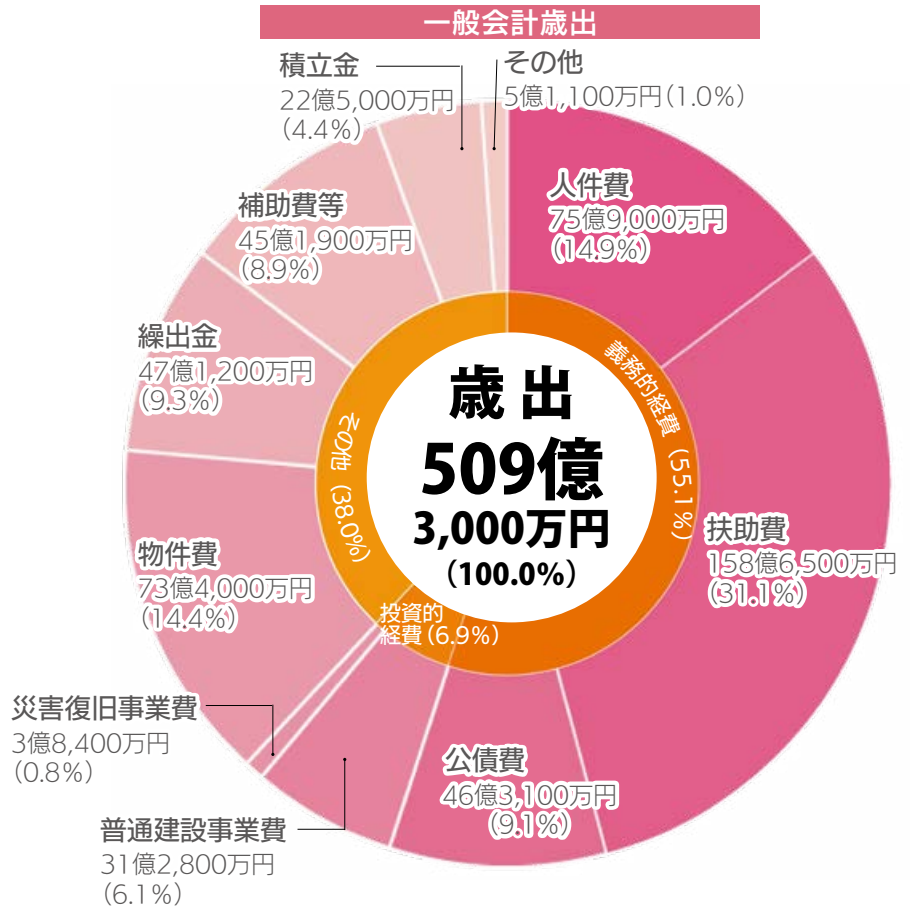 一般会計歳出
積立金
22億5,000万円
（4.4％）
その他
5億1,100万円（1.0％）
人件費
75億9,000万円
（14.9％）
補助費等
45億1,900万円
（8.9％）
繰出金
47億1,200万円
（9.3％）
歳出
509億
3,000万円
（100.0％）
義務的経費（55.1％）
その他（38.0％）
投資的
経費（6.9％）
扶助費
158億6,500万円
（31.1％）
物件費
73億4,000万円
（14.4％）
災害復旧事業費
3億8,400万円
（0.8％）
公債費
46億3,100万円
（9.1％）
普通建設事業費
31億2,800万円
（6.1％）